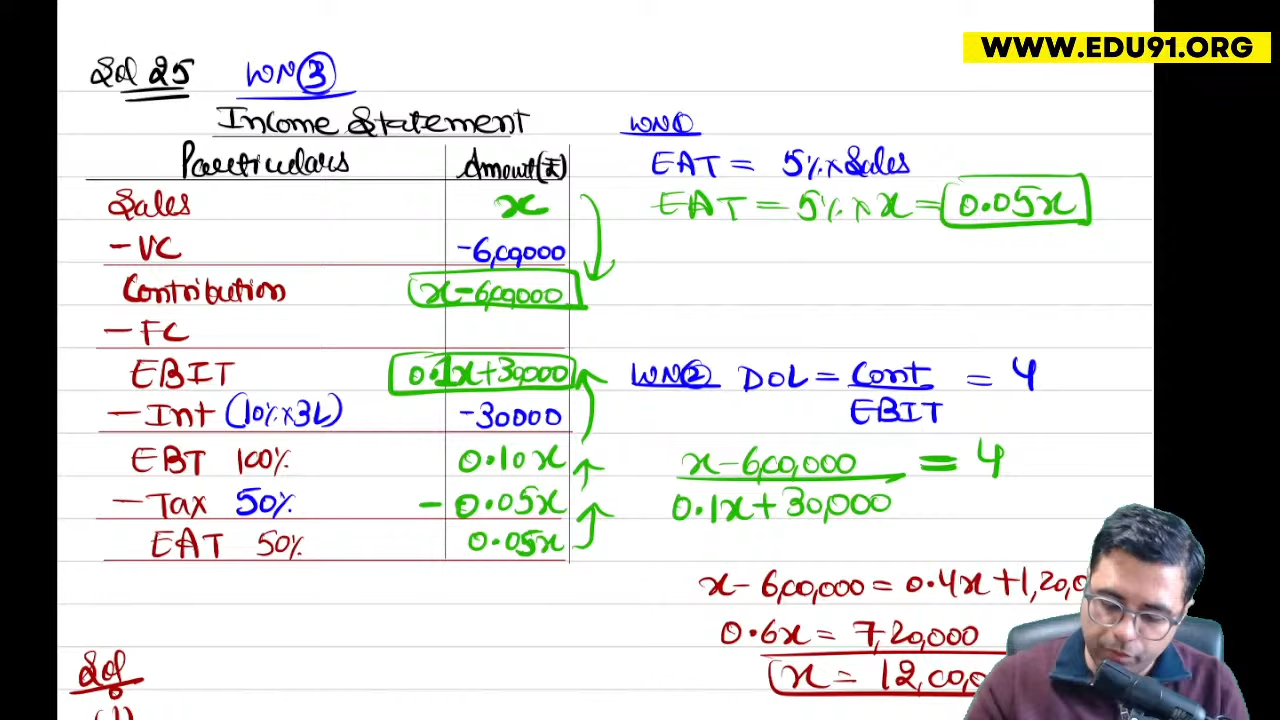 WWW.EDU91.ORG
Sol 25 WN③
Income Statement
Particulars Amount(₹)
Sales x
- VC -6,00,000
Contribution x-6,00,000
- FC
EBIT 0.1x+30,000
- Int (10%×3L) -30000
EBT 100% 0.10x
- Tax 50% - 0.05x
EAT 50% 0.05x
WN①
EAT = 5%×Sales
EAT = 5%×x = 0.05x
WN② DOL = Cont = 4
EBIT
x-6,00,000 = 4
0.1x+30,000
x-6,00,000 = 0.4x+1,20,0
0.6x = 7,20,000
x = 12,00,0
Sol
(1)